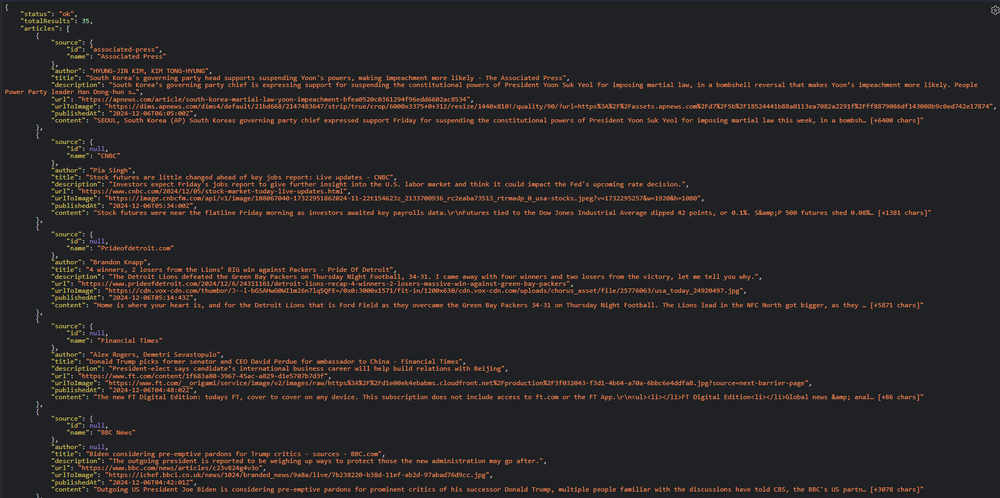 {
"status": "ok",
"totalResults": 35,
"articles": [
{
"source": {
"id": "associated-press",
"name": "Associated Press"
},
"author": "HYUNG-JIN KIM, KIM TONG-HYUNG",
"title": "South Korea's governing party head supports suspending Yoon's powers, making impeachment more likely - The Associated Press",
"description": "South Korea’s governing party chief is expressing support for suspending the constitutional powers of President Yoon Suk Yeol for imposing martial law, in a bombshell reversal that makes Yoon’s impeachment more likely. People
Power Party leader Han Dong-hun s…",
"url": "https://apnews.com/article/south-korea-martial-law-yoon-impeachment-bfea0520c0361294f96edd6602ac8534",
"urlToImage": "https://dims.apnews.com/dims4/default/21bd668/2147483647/strip/true/crop/6000x3375+0+312/resize/1440x810!/quality/90/?url=https%3A%2F%2Fassets.apnews.com%2Fd7%2F5b%2F18524441b88a0113ea7082a2291f%2Fff8879086df143008b9c0ed742e17874",
"publishedAt": "2024-12-06T06:05:00Z",
"content": "SEOUL, South Korea (AP) South Koreas governing party chief expressed support Friday for suspending the constitutional powers of President Yoon Suk Yeol for imposing martial law this week, in a bombsh… [+6400 chars]"
},
{
"source": {
"id": null,
"name": "CNBC"
},
"author": "Pia Singh",
"title": "Stock futures are little changed ahead of key jobs report: Live updates - CNBC",
"description": "Investors expect Friday's jobs report to give further insight into the U.S. labor market and think it could impact the Fed's upcoming rate decision.",
"url": "https://www.cnbc.com/2024/12/05/stock-market-today-live-updates.html",
"urlToImage": "https://image.cnbcfm.com/api/v1/image/108067040-17322951862024-11-22t154623z_2133700936_rc2eaba73513_rtrmadp_0_usa-stocks.jpeg?v=1732295257&w=1920&h=1080",
"publishedAt": "2024-12-06T05:34:00Z",
"content": "Stock futures were near the flatline Friday morning as investors awaited key payrolls data.\r\nFutures tied to the Dow Jones Industrial Average dipped 42 points, or 0.1%. S&amp;P 500 futures shed 0.08%… [+1381 chars]"
},
{
"source": {
"id": null,
"name": "Prideofdetroit.com"
},
"author": "Brandon Knapp",
"title": "4 winners, 2 losers from the Lions’ BIG win against Packers - Pride Of Detroit",
"description": "The Detroit Lions defeated the Green Bay Packers on Thursday Night Football, 34-31. I came away with four winners and two losers from the victory, let me tell you why.",
"url": "https://www.prideofdetroit.com/2024/12/6/24311161/detroit-lions-recap-4-winners-2-losers-massive-win-against-green-bay-packers",
"urlToImage": "https://cdn.vox-cdn.com/thumbor/J--l-bGSAHwG0WI1m26n7lq5QFE=/0x0:3000x1571/fit-in/1200x630/cdn.vox-cdn.com/uploads/chorus_asset/file/25776063/usa_today_24920497.jpg",
"publishedAt": "2024-12-06T05:14:43Z",
"content": "Home is where your heart is, and for the Detroit Lions that is Ford Field as they overcame the Green Bay Packers 34-31 on Thursday Night Football. The Lions lead in the NFC North got bigger, as they … [+5871 chars]"
},
{
"source": {
"id": null,
"name": "Financial Times"
},
"author": "Alex Rogers, Demetri Sevastopulo",
"title": "Donald Trump picks former senator and CEO David Perdue for ambassador to China - Financial Times",
"description": "President-elect says candidate’s international business career will help build relations with Beijing",
"url": "https://www.ft.com/content/1f683a80-3967-45ac-a829-d1e5707b7d3f",
"urlToImage": "https://www.ft.com/__origami/service/image/v2/images/raw/https%3A%2F%2Fd1e00ek4ebabms.cloudfront.net%2Fproduction%2F3f032043-f3d1-4b64-a70a-6bbc6e4ddfa8.jpg?source=next-barrier-page",
"publishedAt": "2024-12-06T04:48:02Z",
"content": "The new FT Digital Edition: todays FT, cover to cover on any device. This subscription does not include access to ft.com or the FT App.\r\n<ul><li></li>FT Digital Edition<li></li>Global news &amp; anal… [+86 chars]"
},
{
"source": {
"id": null,
"name": "BBC News"
},
"author": null,
"title": "Biden considering pre-emptive pardons for Trump critics - sources - BBC.com",
"description": "The outgoing president is reported to be weighing up ways to protect those the new administration may go after.",
"url": "https://www.bbc.com/news/articles/c23v824g4v3o",
"urlToImage": "https://ichef.bbci.co.uk/news/1024/branded_news/9a8a/live/7b238220-b38d-11ef-ab2d-97abad76d9cc.jpg",
"publishedAt": "2024-12-06T04:42:01Z",
"content": "Outgoing US President Joe Biden is considering pre-emptive pardons for prominent critics of his successor Donald Trump, multiple people familiar with the discussions have told CBS, the BBC's US partn… [+3078 chars]"
},